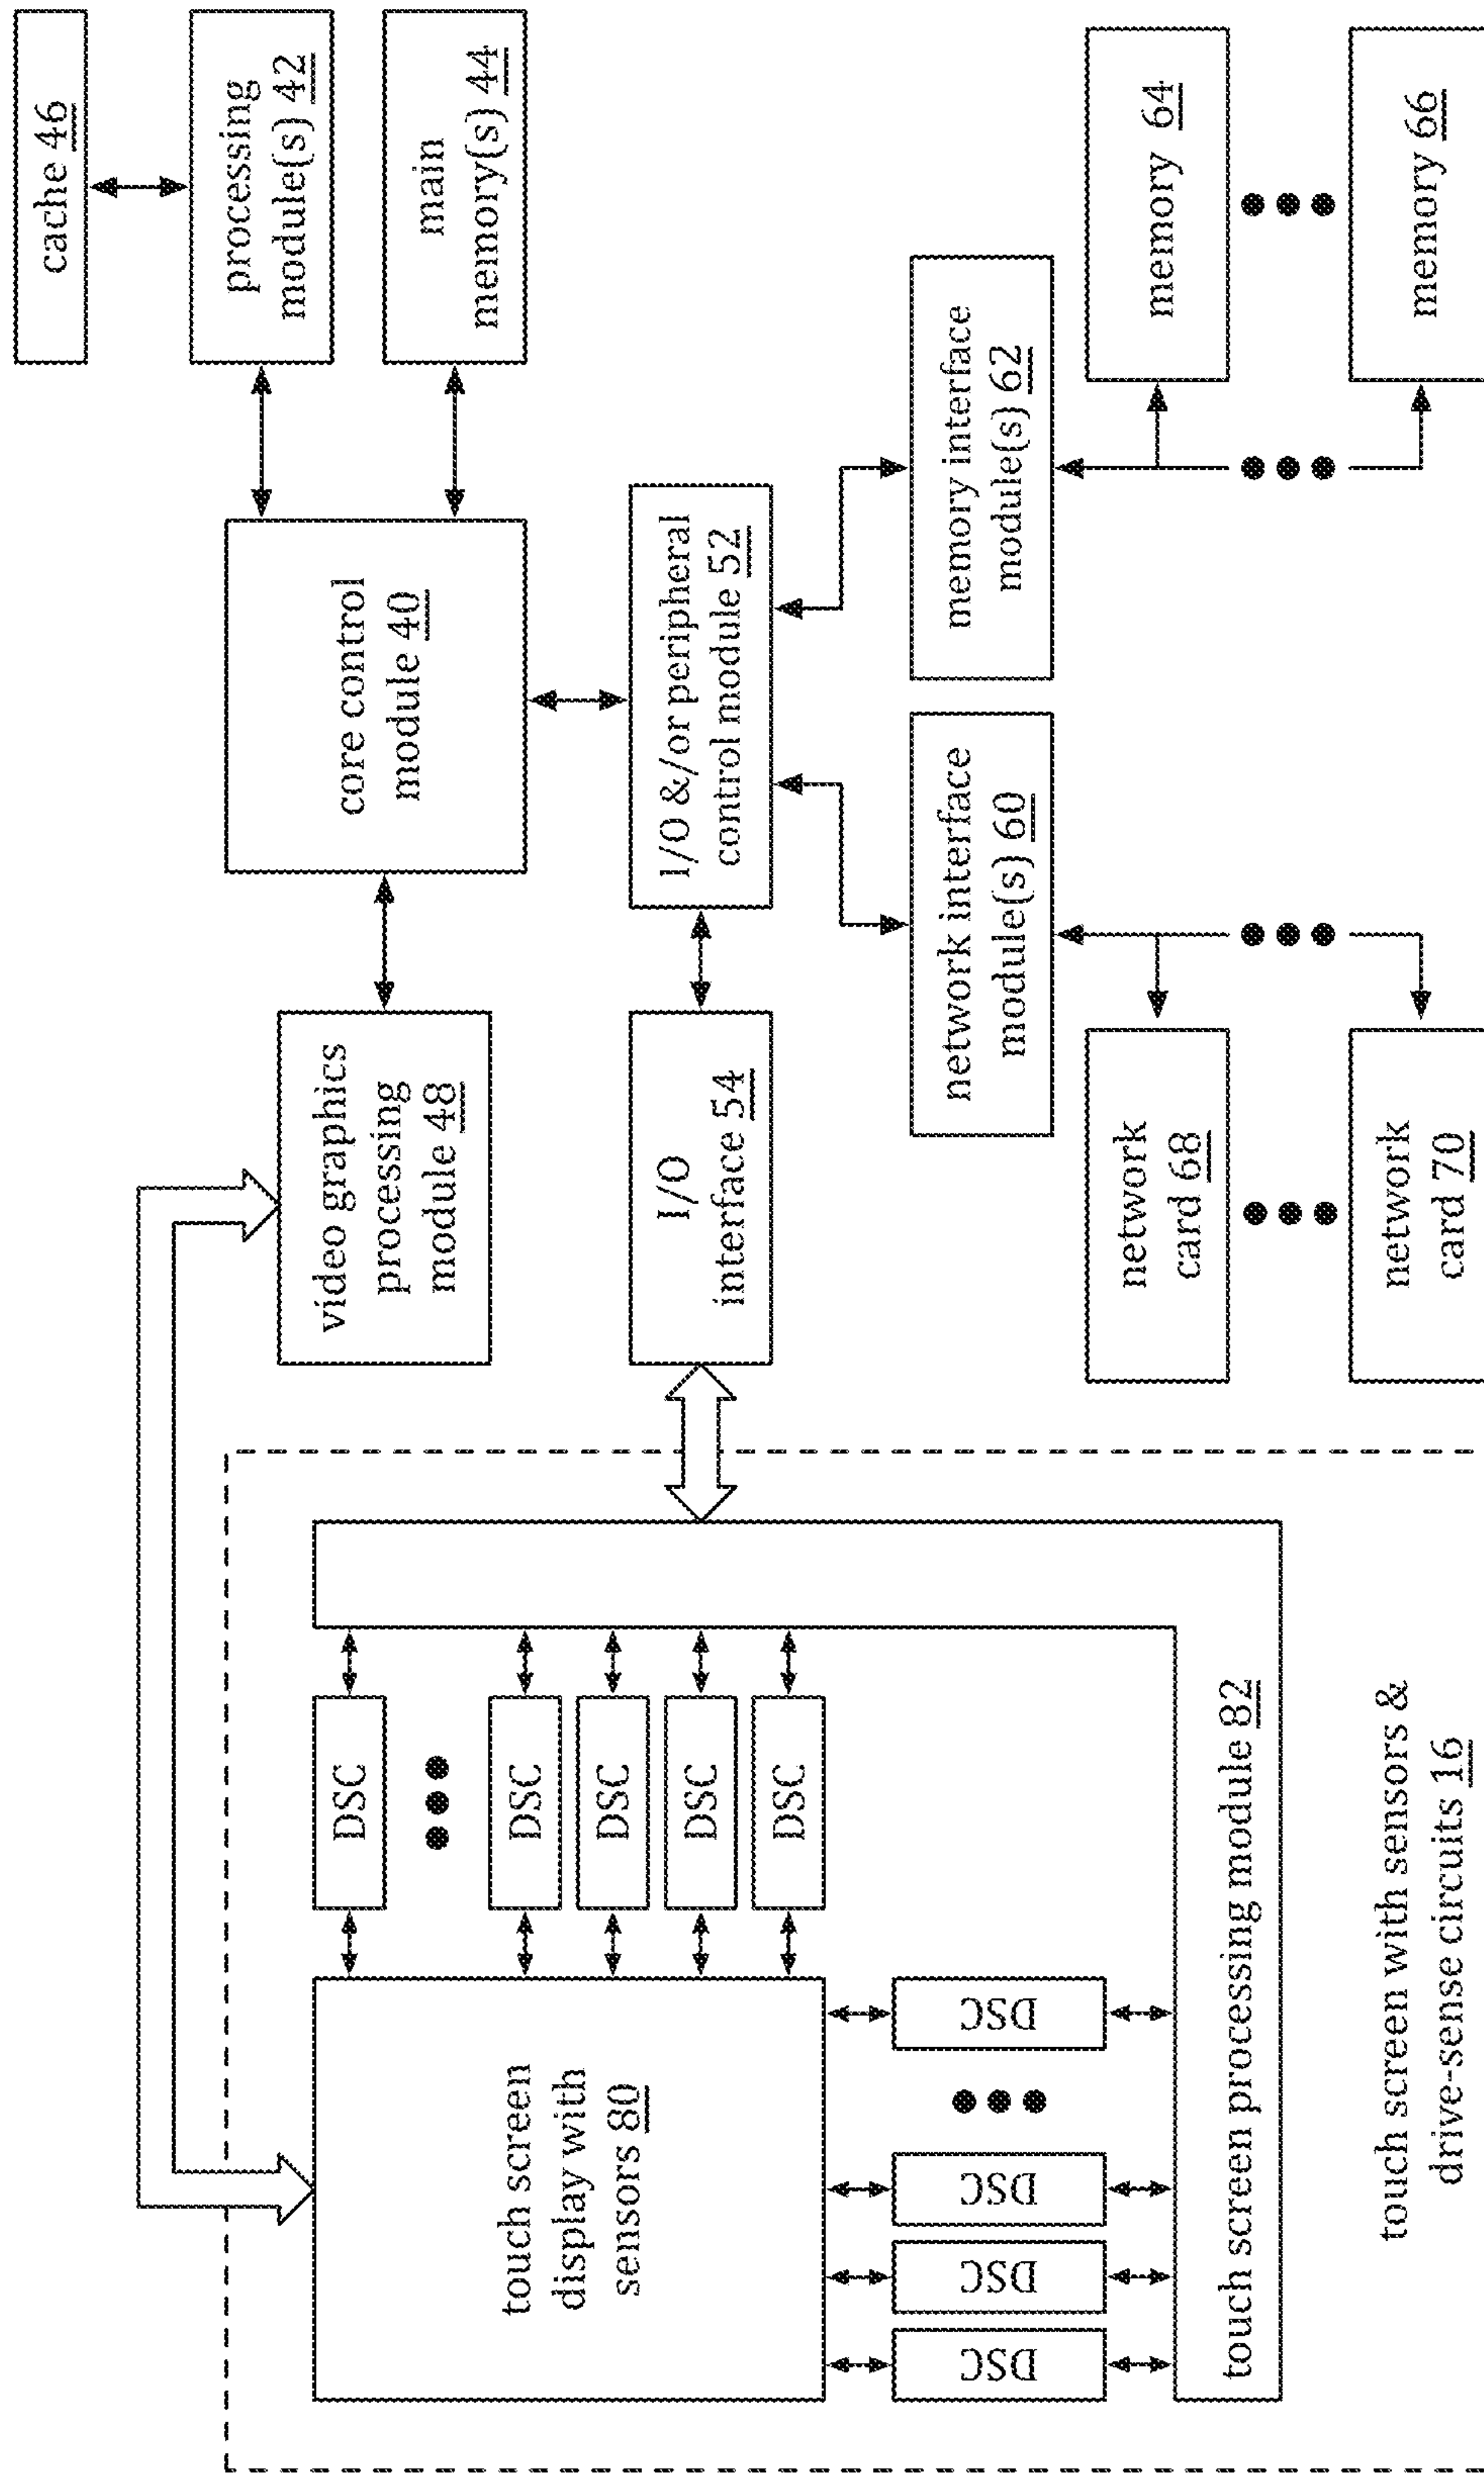 cache 46
processing
module(s) 42
main
memory(s) 44
core control
module 40
video graphics
processing
module 48
I/O &/or peripheral
control module 52
I/O
interface 54
memory interface
module(s) 62
network interface
module(s) 60
memory 64
memory 66
network
card 68
network
card 70
touch screen
display with
sensors 80
DSC
DSC
DSC
DSC
DSC
DSC
DSC
DSC
DSC
touch screen processing module 82
touch screen with sensors &
drive-sense circuits 16